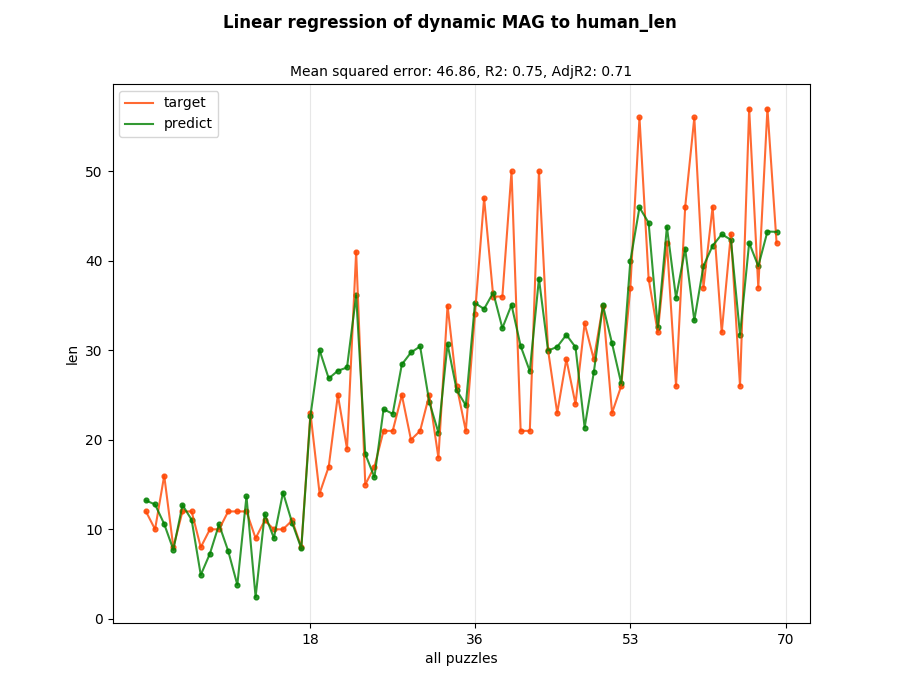 Linear regression of dynamic MAG to human_len
Mean squared error: 46.86, R2: 0.75, AdjR2: 0.71
target
predict
50
40
30
20
10
0
len
18 36 53 70
all puzzles